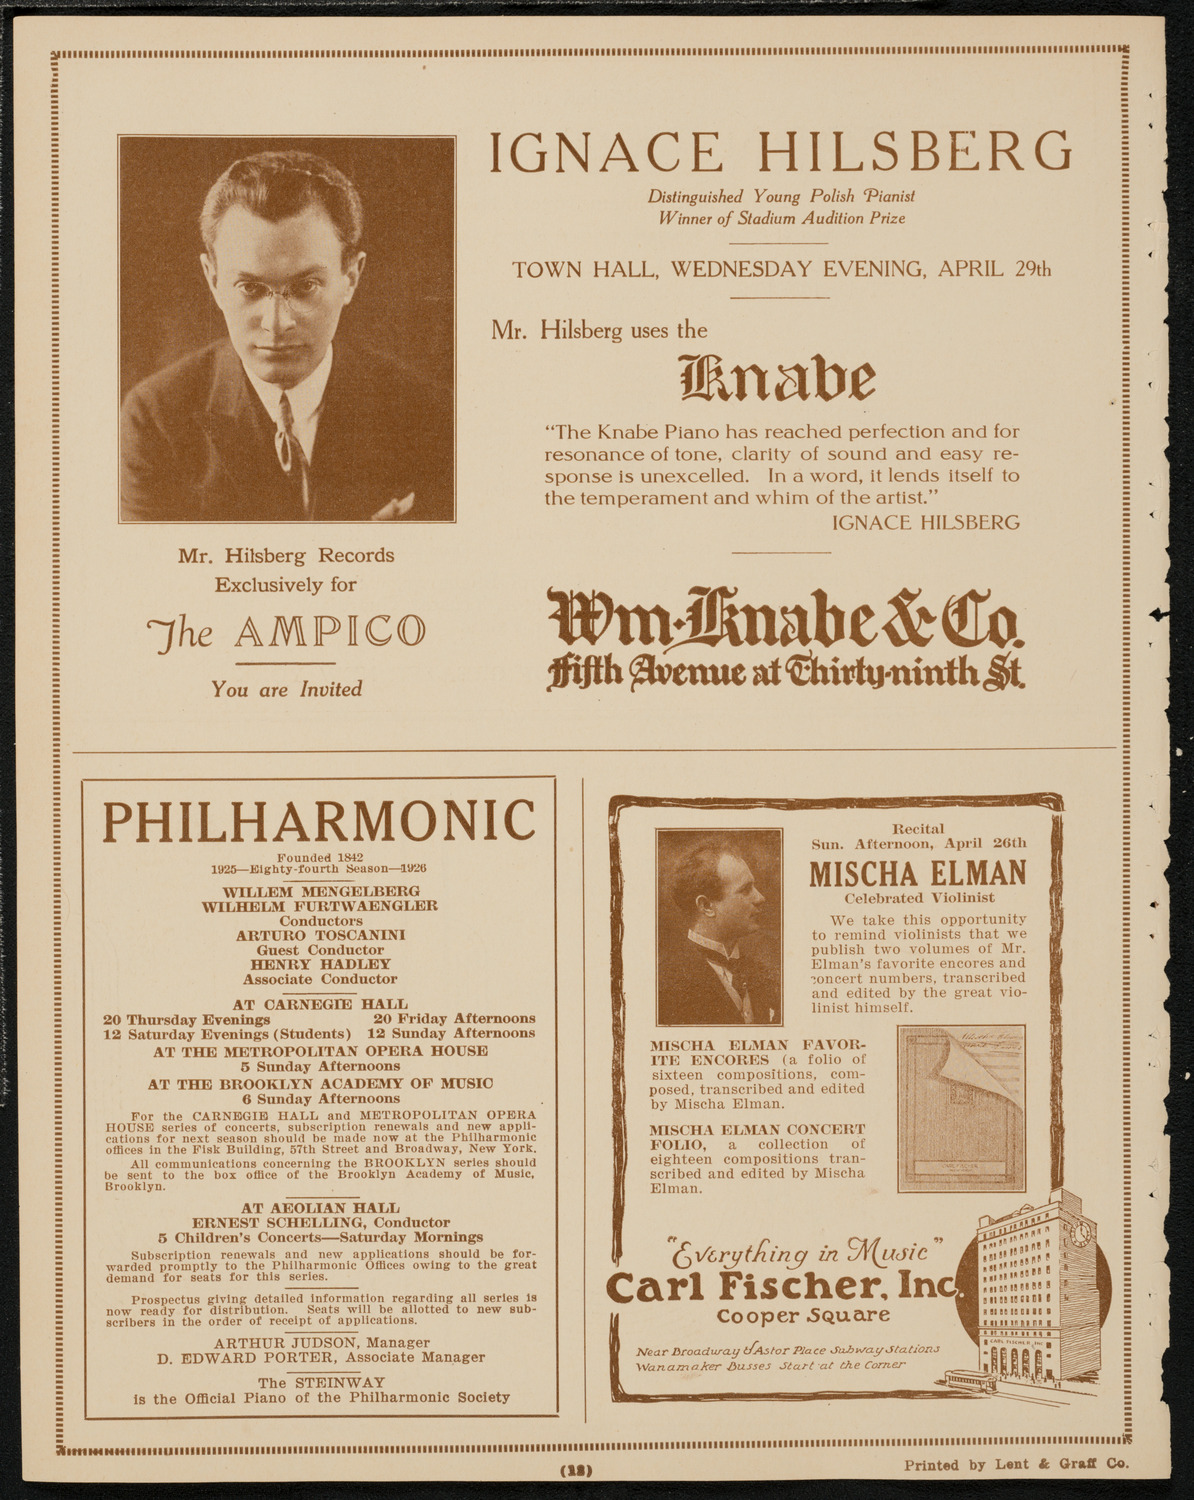 IGNACE HILSBERG
Distinguished Young Polish Pianist
Winner of Stadium Audition Prize
TOWN HALL, WEDNESDAY EVENING, APRIL 29th
Mr. Hilsberg uses the
Knabe
"The Knabe Piano has reached perfection and for
resonance of tone, clarity of sound and easy re-
sponse is unexcelled. In a word, it lends itself to
the temperament and whim of the artist."
IGNACE HILSBERG
Mr. Hilsberg Records
Exclusively for
The AMPICO
You are Invited
Wm. Knabe & Co.
Fifth Avenue at Thirty-ninth St.
PHILHARMONIC
Founded 1842
1925—Eighty-fourth Season—1926
WILLEM MENGELBERG
WILHELM FURTWAENGLER
Conductors
ARTURO TOSCANINI
Guest Conductor
HENRY HADLEY
Associate Conductor
AT CARNEGIE HALL
20 Thursday Evenings 20 Friday Afternoons
12 Saturday Evenings (Students) 12 Sunday Afternoons
AT THE METROPOLITAN OPERA HOUSE
5 Sunday Afternoons
AT THE BROOKLYN ACADEMY OF MUSIC
6 Sunday Afternoons
For the CARNEGIE HALL and METROPOLITAN OPERA
HOUSE series of concerts, subscription renewals and new appli-
cations for next season should be made now at the Philharmonic
offices in the Fisk Building, 57th Street and Broadway, New York.
All communications concerning the BROOKLYN series should
be sent to the box office of the Brooklyn Academy of Music,
Brooklyn.
AT AEOLIAN HALL
ERNEST SCHELLING, Conductor
5 Children's Concerts—Saturday Mornings
Subscription renewals and new applications should be for-
warded promptly to the Philharmonic Offices owing to the great
demand for seats for this series.
Prospectus giving detailed information regarding all series is
now ready for distribution. Seats will be allotted to new sub-
scribers in the order of receipt of applications.
ARTHUR JUDSON, Manager
D. EDWARD PORTER, Associate Manager
The STEINWAY
is the Official Piano of the Philharmonic Society
Recital
Sun. Afternoon, April 26th
MISCHA ELMAN
Celebrated Violinist
We take this opportunity
to remind violinists that we
publish two volumes of Mr.
Elman's favorite encores and
concert numbers, transcribed
and edited by the great vio-
linist himself.
MISCHA ELMAN FAVOR-
ITE ENCORES (a folio of
sixteen compositions, com-
posed, transcribed and edited
by Mischa Elman.
MISCHA ELMAN CONCERT
FOLIO, a collection of
eighteen compositions tran-
scribed and edited by Mischa
Elman.
"Everything in Music"
Carl Fischer, Inc.
Cooper Square
CARL FISCHER, INC
Near Broadway & Astor Place Subway Stations
Wanamaker Busses Start at the Corner
(12)
Printed by Lent & Graff Co.